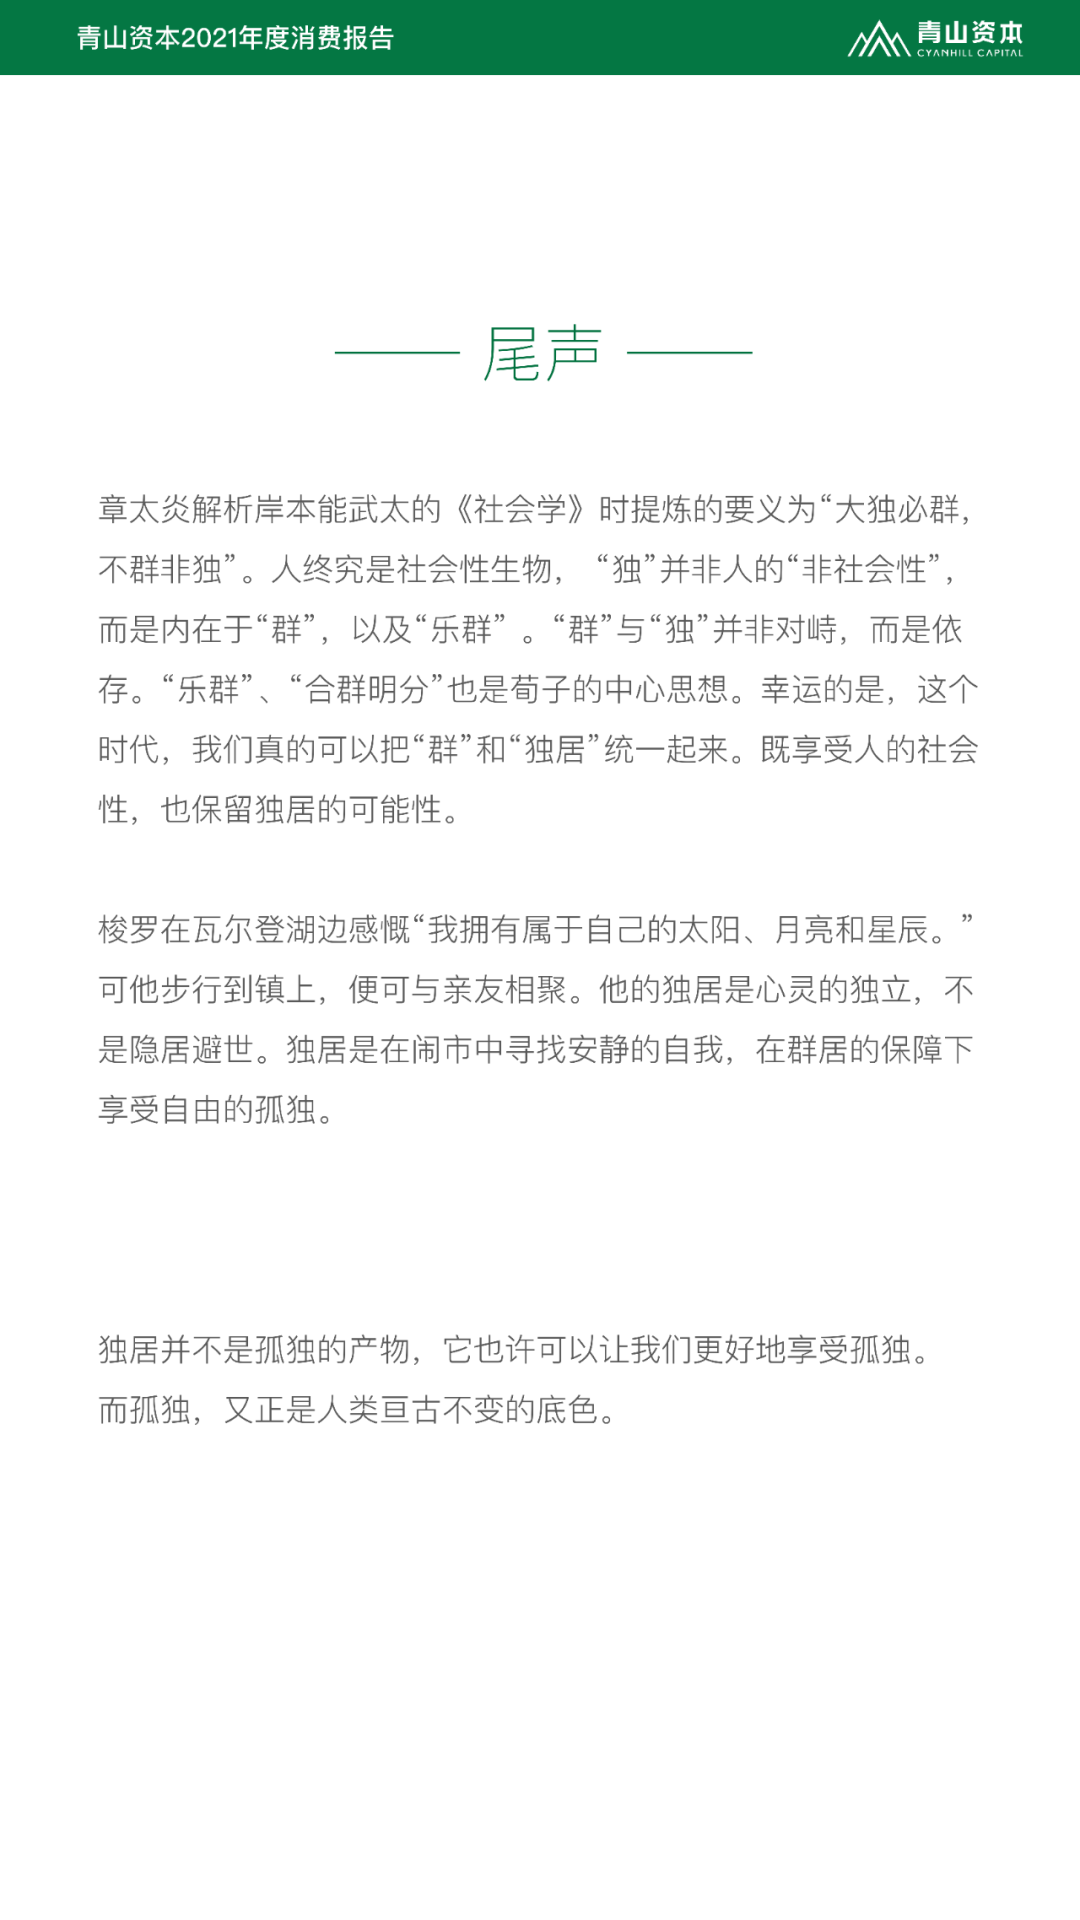 青山资本2021年度消费报告
青山资本
CYANHILL CAPITAL
尾声
章太炎解析岸本能武太的《社会学》时提炼的要义为“大独必群，
不群非独”。人终究是社会性生物， “独”并非人的“非社会性”，
而是内在于“群”，以及“乐群” 。“群”与“独”并非对峙，而是依
存。“乐群”、“合群明分”也是荀子的中心思想。幸运的是，这个
时代，我们真的可以把“群”和“独居”统一起来。既享受人的社会
性，也保留独居的可能性。
梭罗在瓦尔登湖边感慨“我拥有属于自己的太阳、月亮和星辰。”
可他步行到镇上，便可与亲友相聚。他的独居是心灵的独立，不
是隐居避世。独居是在闹市中寻找安静的自我，在群居的保障下
享受自由的孤独。
独居并不是孤独的产物，它也许可以让我们更好地享受孤独。
而孤独，又正是人类亘古不变的底色。